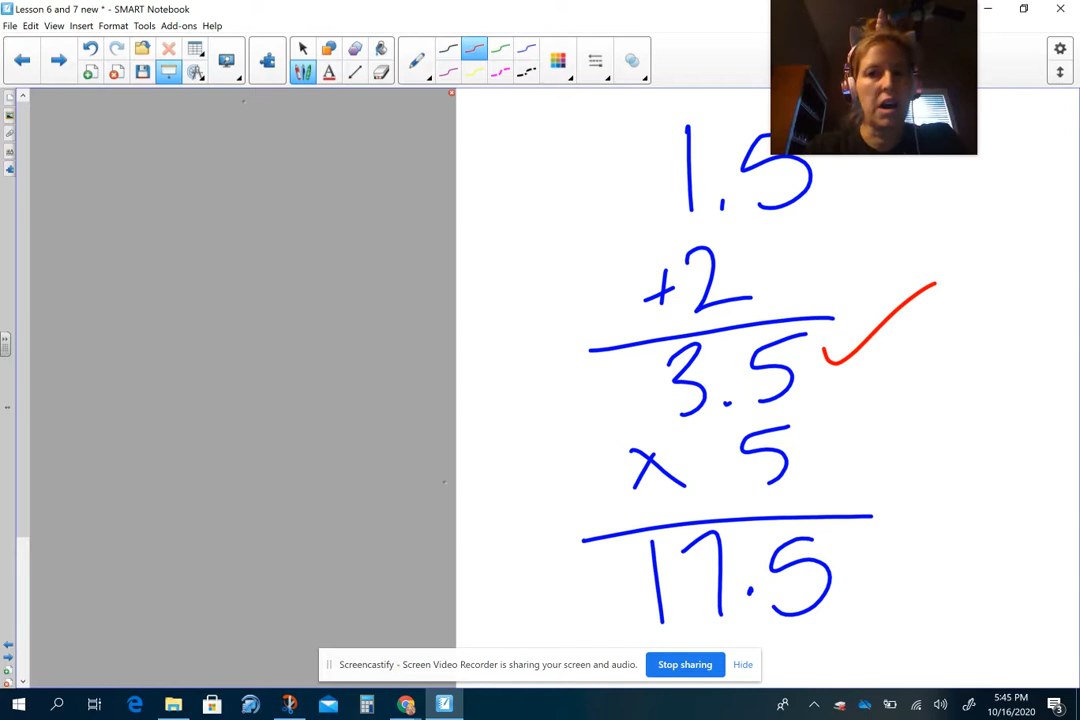 Lesson 6 and 7 new * - SMART Notebook
File Edit View Insert Format Tools Add-ons Help
1.5
+2
3.5
x 5
17.5
Screencastify - Screen Video Recorder is sharing your screen and audio.
Stop sharing
Hide
5:45 PM
10/16/2020
3